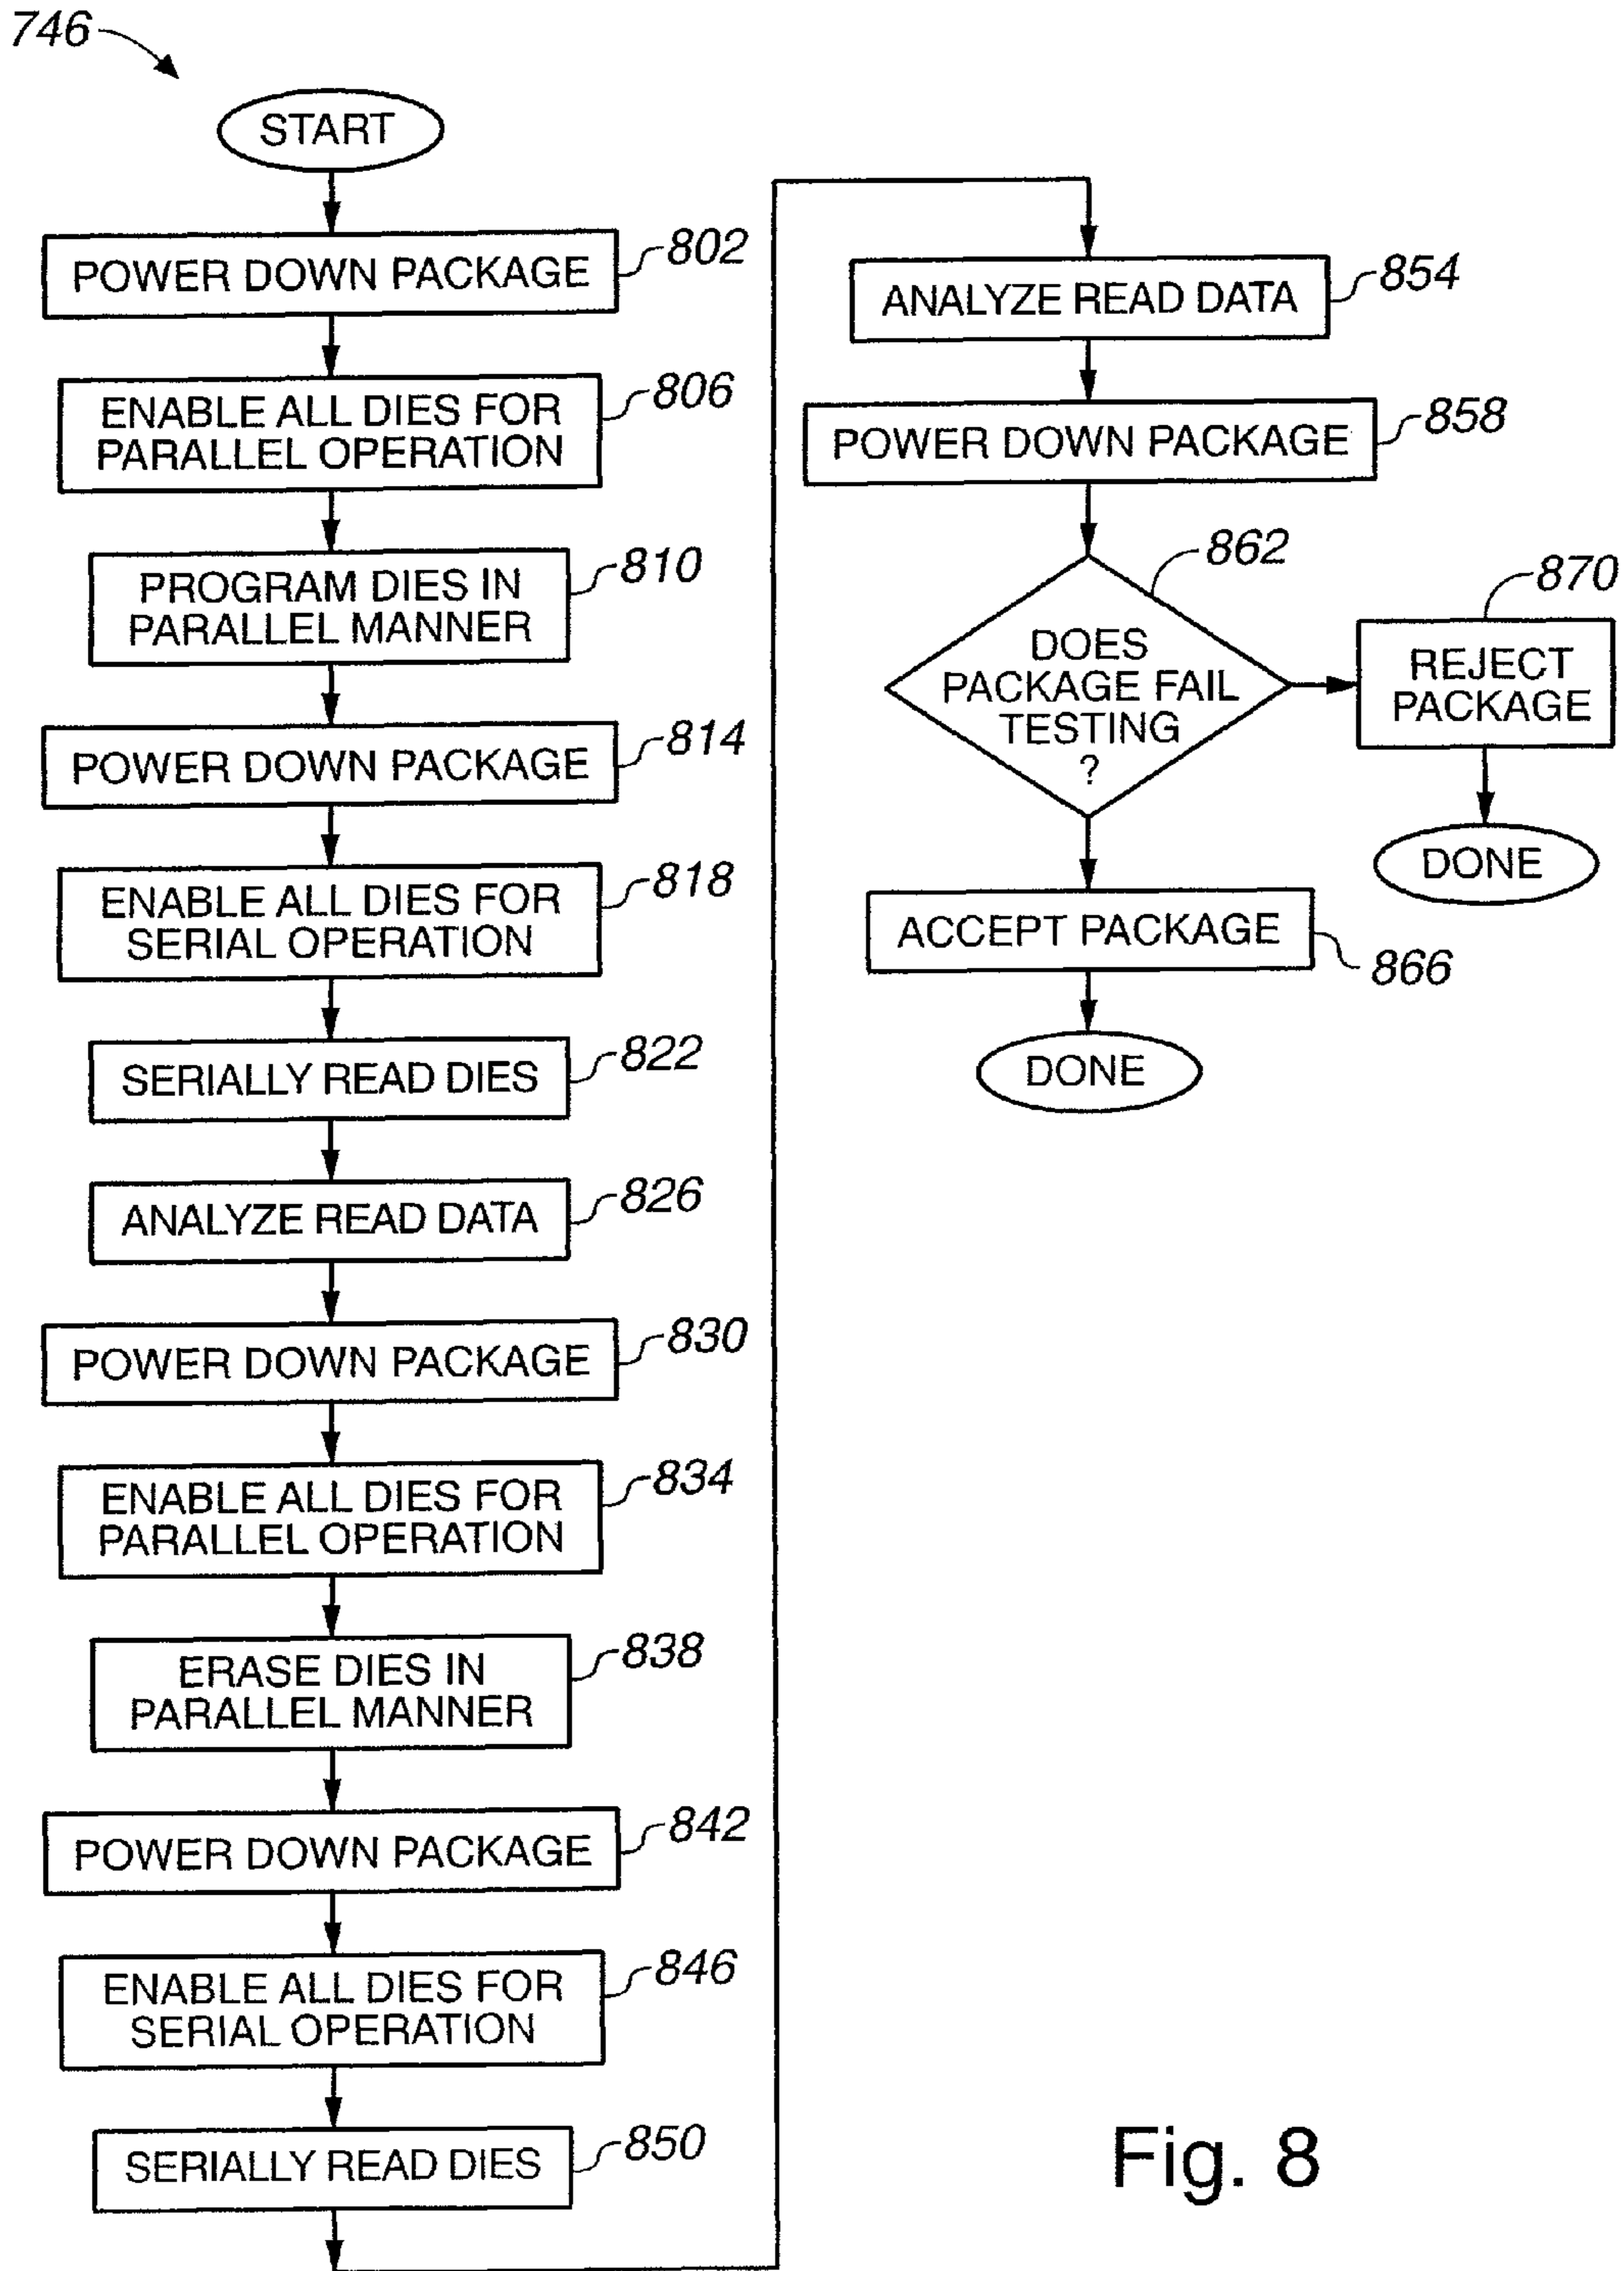 746
START
POWER DOWN PACKAGE
802
ENABLE ALL DIES FOR
PARALLEL OPERATION
806
PROGRAM DIES IN
PARALLEL MANNER
810
POWER DOWN PACKAGE
814
ENABLE ALL DIES FOR
SERIAL OPERATION
818
SERIALLY READ DIES
822
ANALYZE READ DATA
826
POWER DOWN PACKAGE
830
ENABLE ALL DIES FOR
PARALLEL OPERATION
834
ERASE DIES IN
PARALLEL MANNER
838
POWER DOWN PACKAGE
842
ENABLE ALL DIES FOR
SERIAL OPERATION
846
SERIALLY READ DIES
850
ANALYZE READ DATA
854
POWER DOWN PACKAGE
858
DOES
PACKAGE FAIL
TESTING
?
862
REJECT
PACKAGE
870
DONE
ACCEPT PACKAGE
866
DONE
Fig. 8